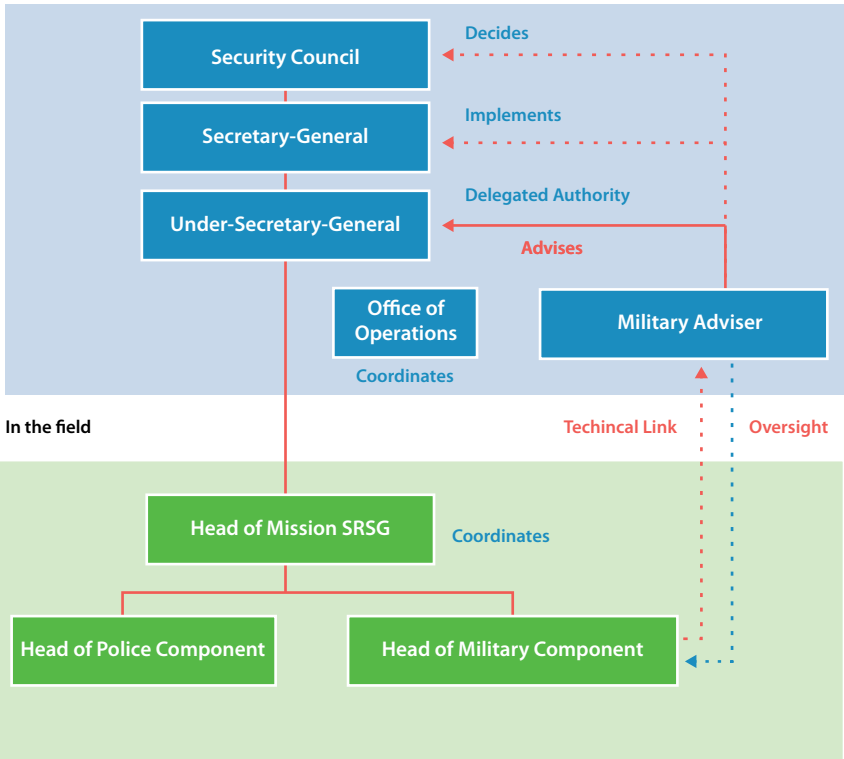 Security Council
Decides
Secretary-General
Implements
Under-Secretary-General
Delegated Authority
Advises
Office of
Operations
Coordinates
Military Adviser
In the field
Techincal Link
Oversight
Head of Mission SRSG
Coordinates
Head of Police Component
Head of Military Component